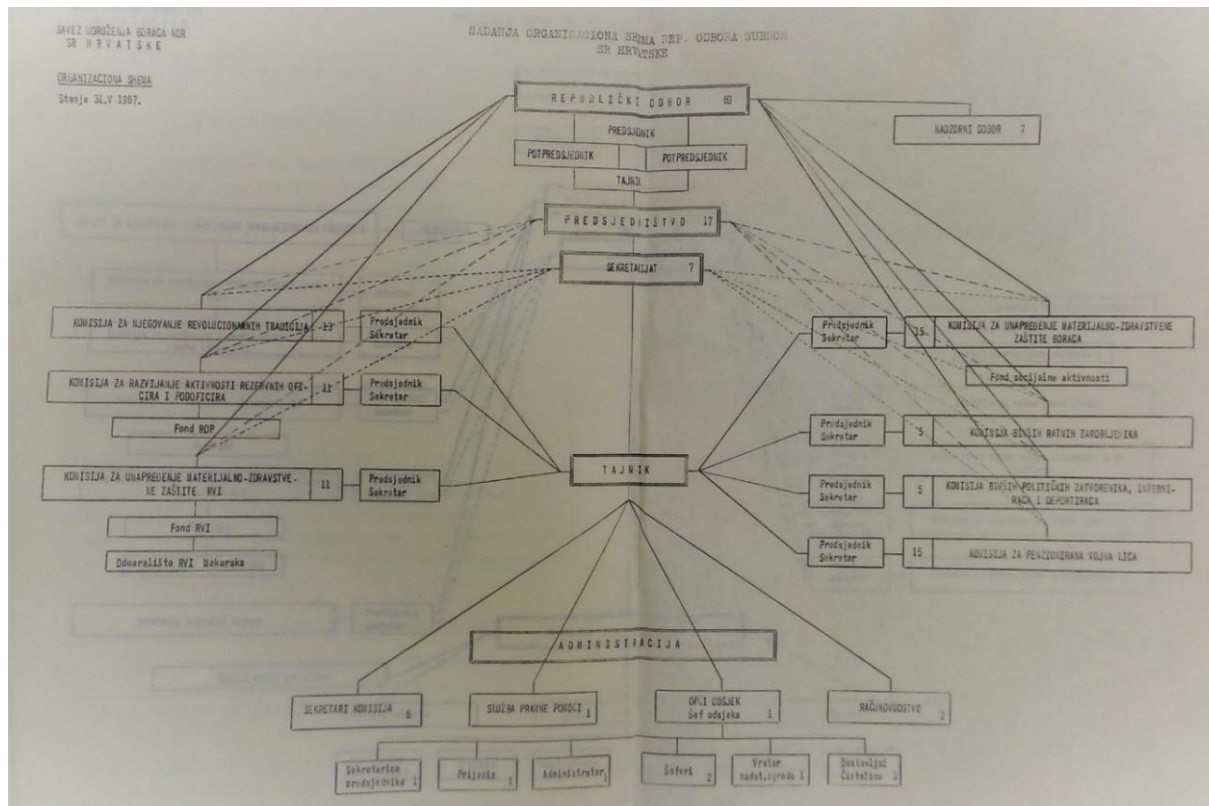 SAVEZ UDRUŽENJA BORACA NOR
SR HRVATSKE
ORGANIZACIONA SHEMA
Stanje 31.V 1967.
SADANJA ORGANIZACIONA SHEMA REP. ODBORA SUBNOR
SR HRVATSKE
REPUBLIČKI ODBOR 89
PREDSJEDNIK
POTPREDSJEDNIK POTPREDSJEDNIK
TAJNIK
NADZORNI ODBOR 7
PREDSJEDNIŠTVO 17
SEKRETARIJAT 7
KOMISIJA ZA NJEGOVANJE REVOLUCIONARNIH TRADICIJA 13
Predsjednik
Sekretar
KOMISIJA ZA RAZVIJANJE AKTIVNOSTI REZERVNIH OFI-
CIRA I PODOFICIRA 11
Predsjednik
Sekretar
Fond ROP
KOMISIJA ZA UNAPREĐENJE MATERIJALNO-ZDRAVSTVE-
NE ZAŠTITE RVI 11
Predsjednik
Sekretar
Fond RVI
Odmaralište RVI Makarska
Predsjednik
Sekretar
15 KOMISIJA ZA UNAPREĐENJE MATERIJALNO-ZDRAVSTVENE
ZAŠTITE BORACA
Fond socijalne aktivnosti
Predsjednik
Sekretar
5 KOMISIJA BIVŠIH RATNIH ZAROBLJENIKA
Predsjednik
Sekretar
5 KOMISIJA BIVŠIH POLITIČKIH ZATVORENIKA, INTERNI-
RACA I DEPORTIRACA
Predsjednik
Sekretar
15 KOMISIJA ZA PENZIONIRANA VOJNA LICA
TAJNIK
ADMINISTRACIJA
SEKRETARI KOMISIJA 6
SLUŽBA PRAVNE POMOĆI 1
OPĆI ODSJEK
Šef odsjeka 1
RAČUNOVODSTVO 2
Sekretarica
predsjednika 1
1
Administrator 1
Šoferi 2
Vratar
1
Dostavljač
čistačice 3